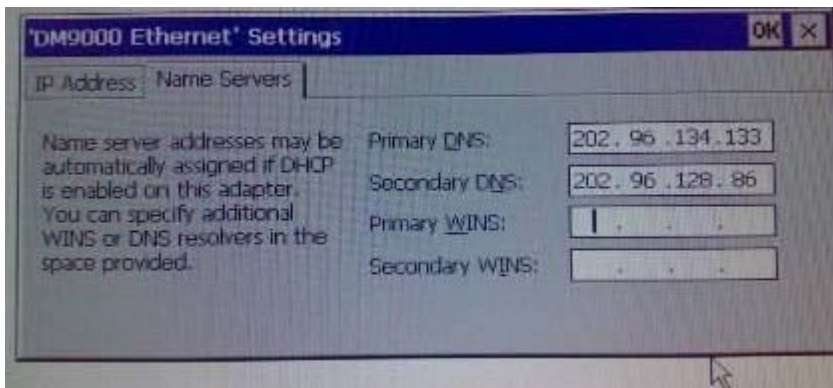 'DM9000 Ethernet' Settings
OK ×
IP Address Name Servers
Name server addresses may be
automatically assigned if DHCP
is enabled on this adapter.
You can specify additional
WINS or DNS resolvers in the
space provided.
Primary DNS: 202. 96 .134.133
Secondary DNS: 202. 96 .128. 86
Primary WINS: . . .
Secondary WINS: . . .